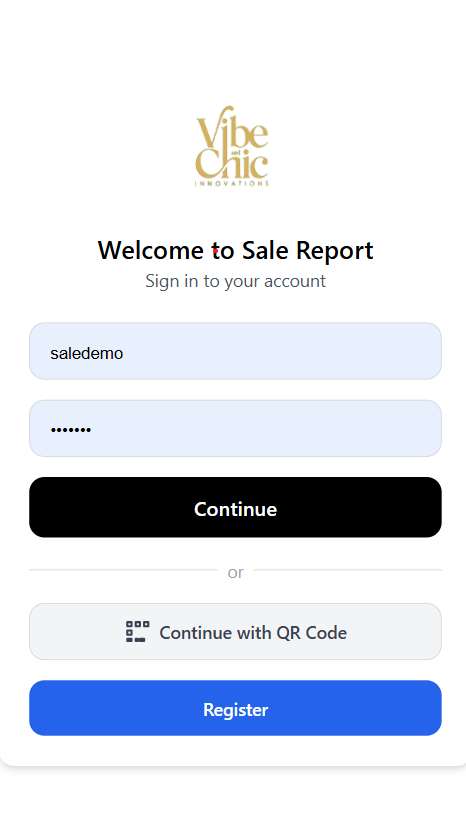 Vibe
and
Chic
INNOVATIONS
Welcome to Sale Report
Sign in to your account
saledemo
•••••••
Continue
or
Continue with QR Code
Register